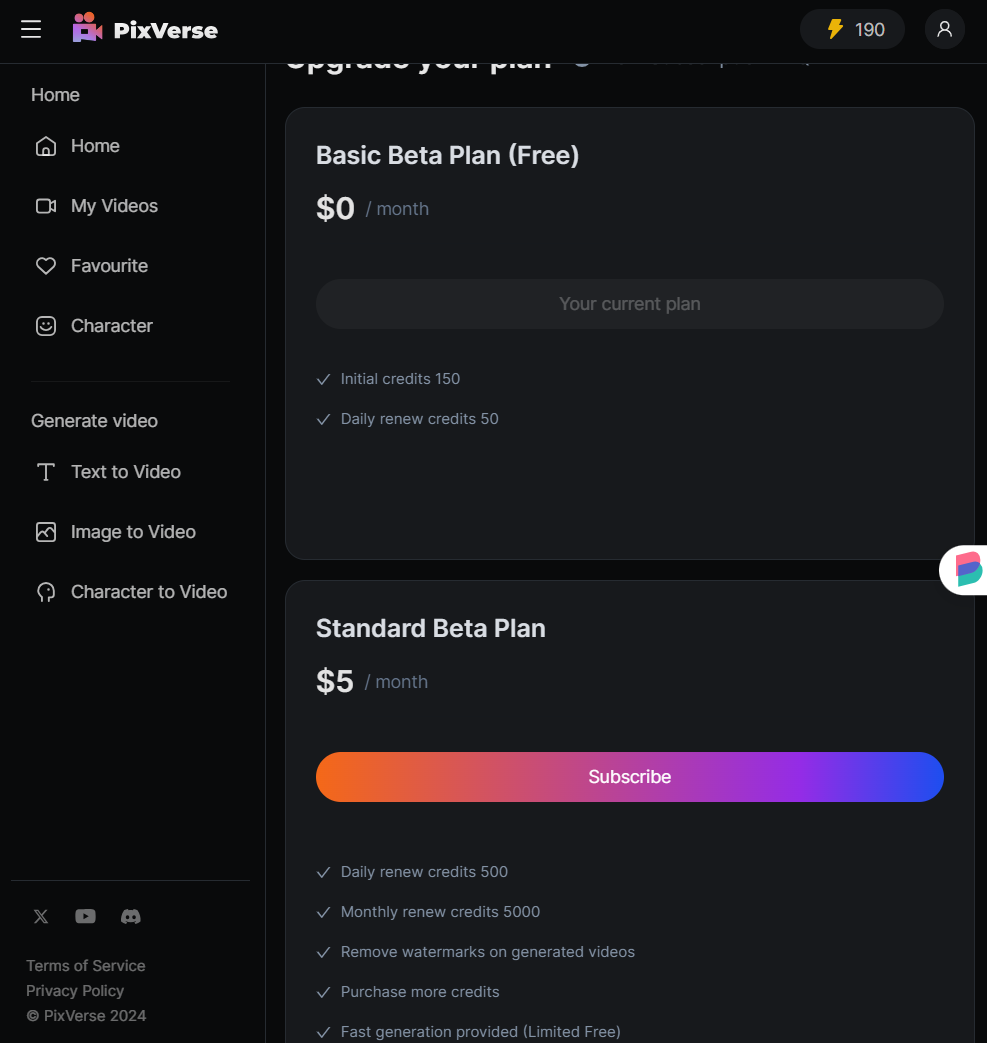 PixVerse
190
Upgrade your plan
Home
Home
My Videos
Favourite
Character
Generate video
Text to Video
Image to Video
Character to Video
Terms of Service
Privacy Policy
© PixVerse 2024
Basic Beta Plan (Free)
$0 / month
Your current plan
Initial credits 150
Daily renew credits 50
Standard Beta Plan
$5 / month
Subscribe
Daily renew credits 500
Monthly renew credits 5000
Remove watermarks on generated videos
Purchase more credits
Fast generation provided (Limited Free)